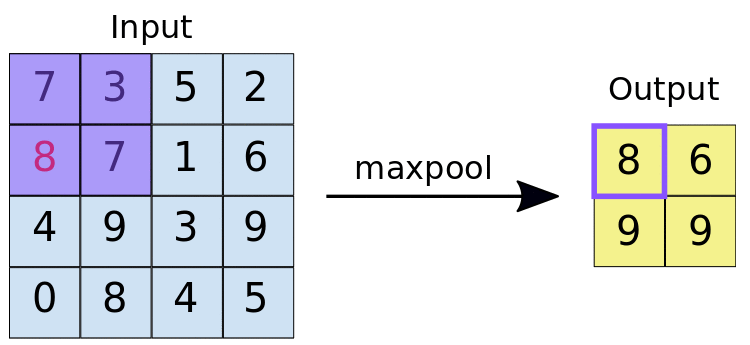 Input
7 3 5 2
8 7 1 6
4 9 3 9
0 8 4 5
maxpool
Output
8 6
9 9